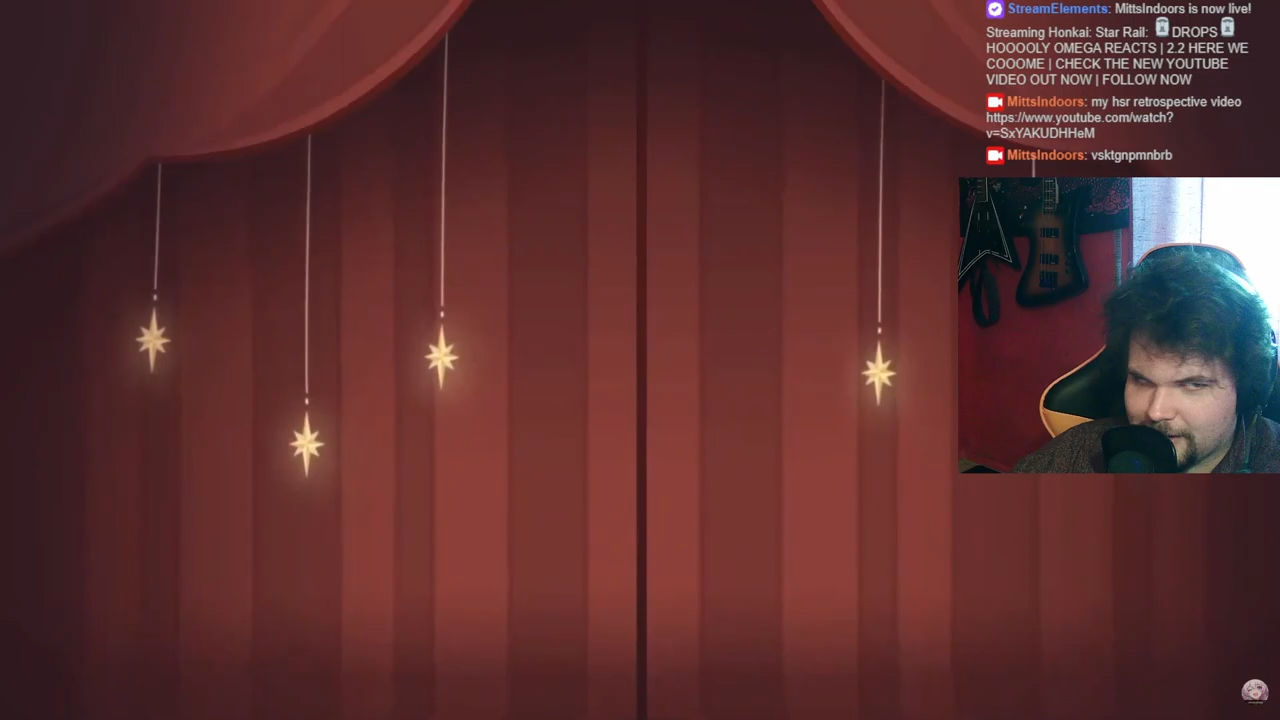 StreamElements: MittsIndoors is now live!
Streaming Honkai: Star Rail: DROPS
HOOOOLY OMEGA REACTS | 2.2 HERE WE
COOOME | CHECK THE NEW YOUTUBE
VIDEO OUT NOW | FOLLOW NOW
MittsIndoors: my hsr retrospective video
https://www.youtube.com/watch?
v=SxYAKUDHHeM
MittsIndoors: vsktgnpmnbrb